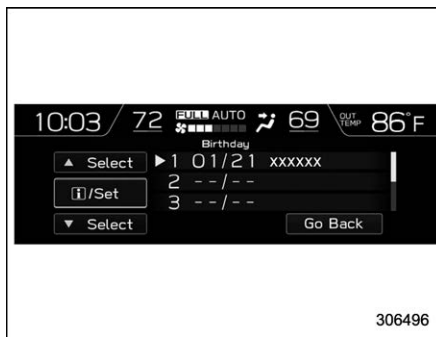 10:03 72 FULL AUTO 69 OUT TEMP 86°F
Birthday
▲ Select ▶1 01/21 xxxxxx
i/Set 2 --/--
3 --/--
▼ Select Go Back
306496